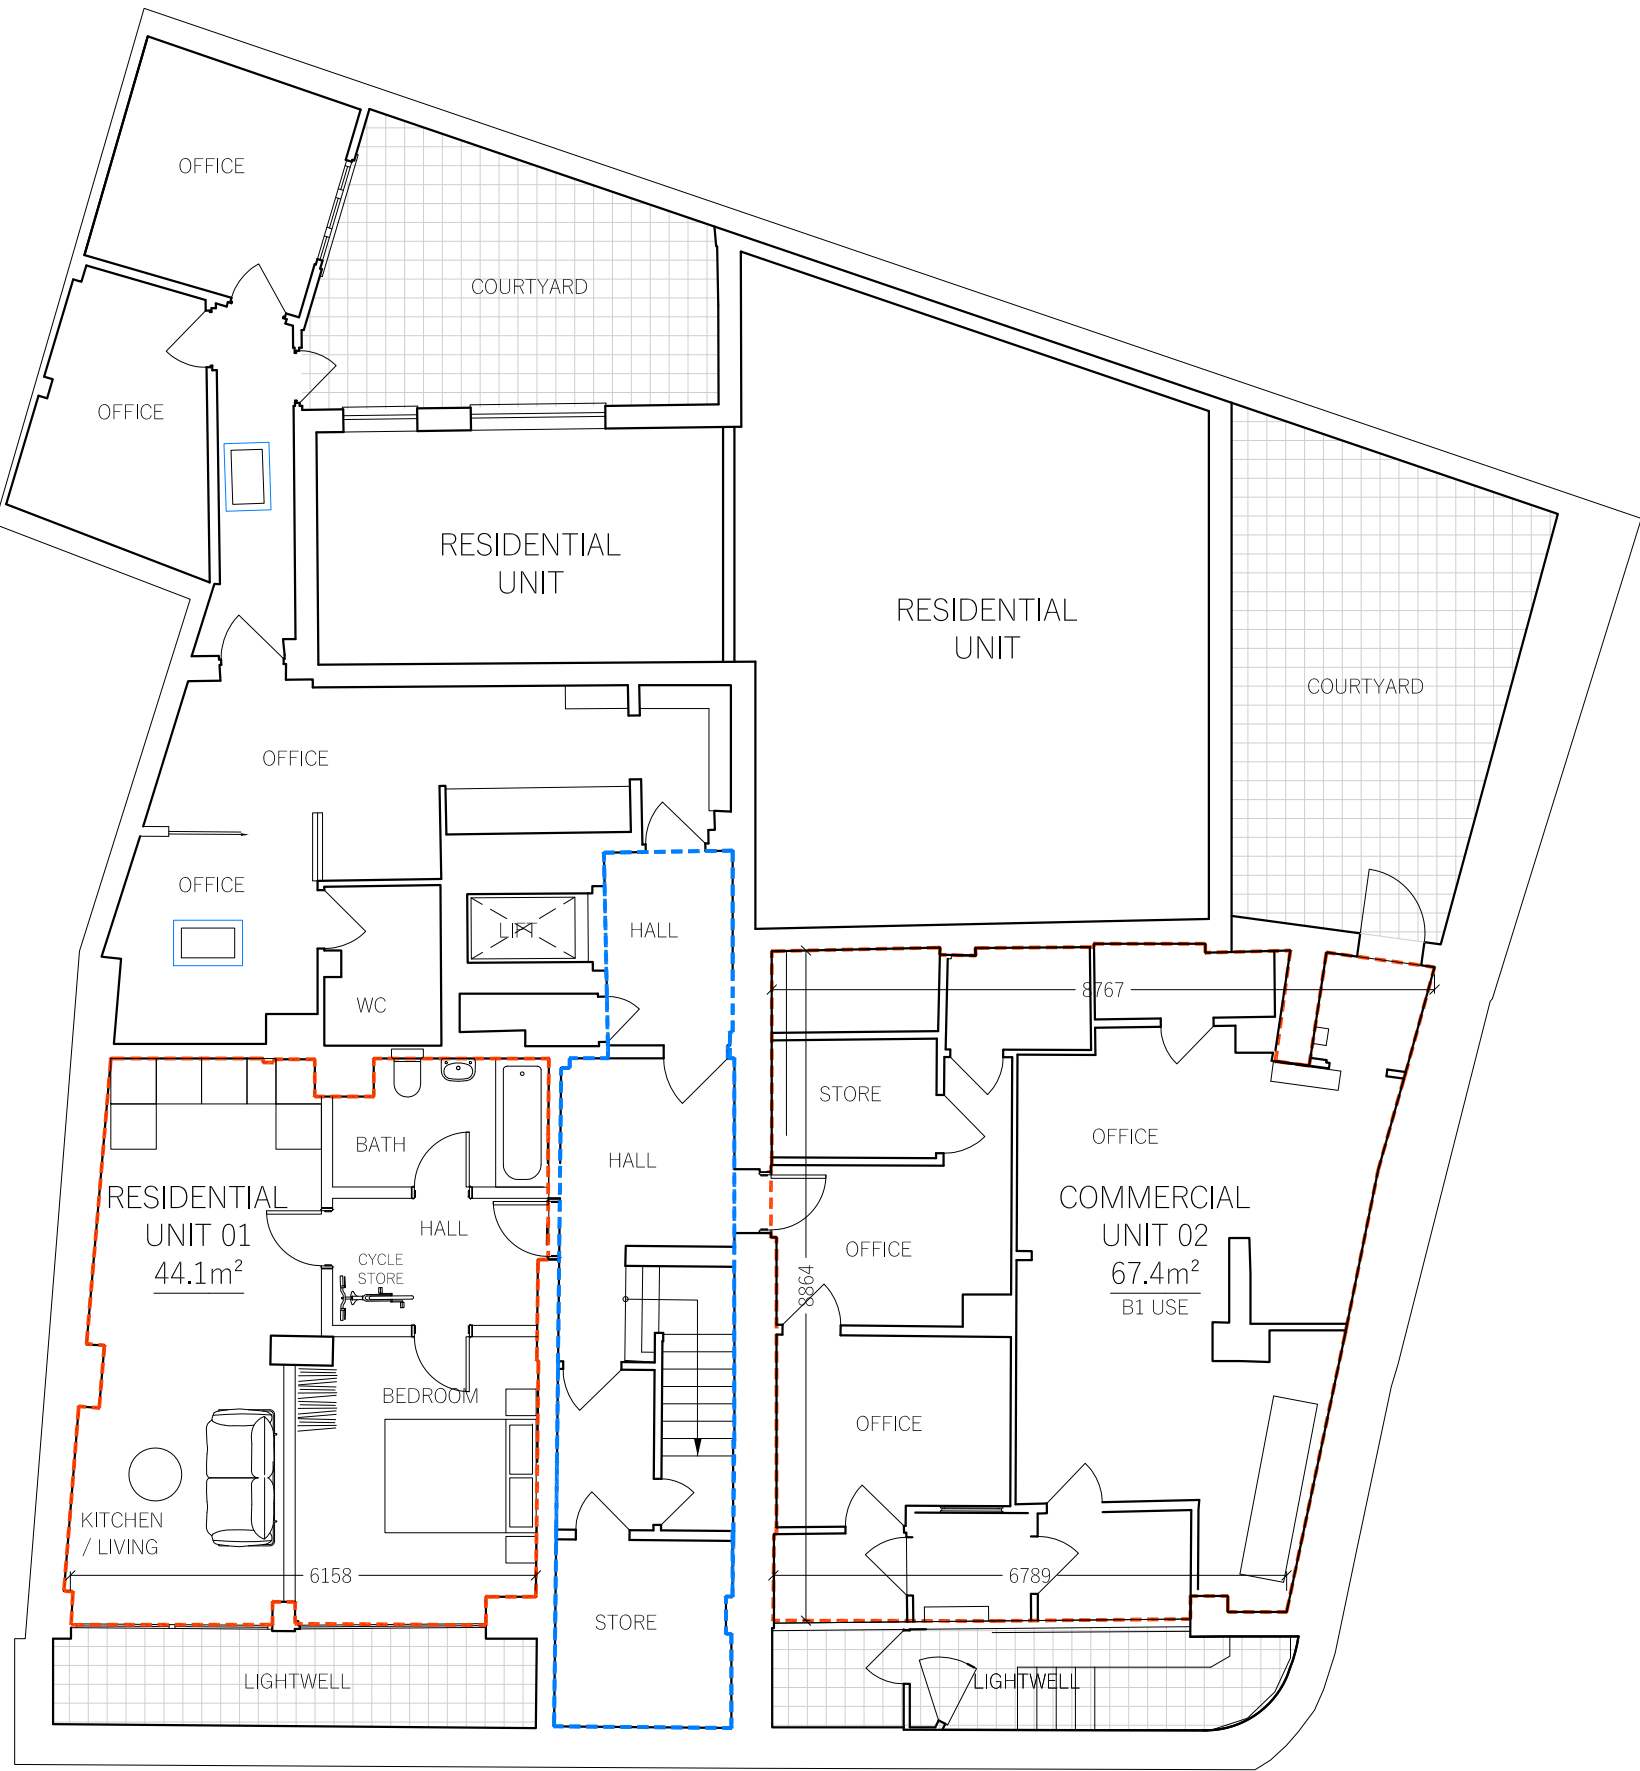 OFFICE
COURTYARD
OFFICE
RESIDENTIAL
UNIT
RESIDENTIAL
UNIT
COURTYARD
OFFICE
OFFICE
LIFT
HALL
WC
8767
STORE
BATH
OFFICE
HALL
RESIDENTIAL
UNIT 01
44.1m²
HALL
CYCLE
STORE
OFFICE
8864
COMMERCIAL
UNIT 02
67.4m²
B1 USE
BEDROOM
OFFICE
KITCHEN
/ LIVING
6158
6789
STORE
LIGHTWELL
LIGHTWELL